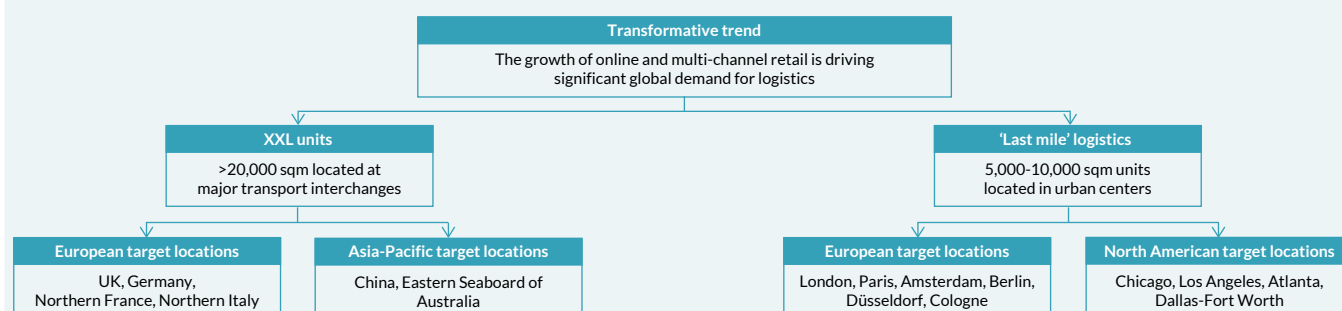 Transformative trend
The growth of online and multi-channel retail is driving
significant global demand for logistics
XXL units
>20,000 sqm located at
major transport interchanges
‘Last mile’ logistics
5,000-10,000 sqm units
located in urban centers
European target locations
UK, Germany,
Northern France, Northern Italy
Asia-Pacific target locations
China, Eastern Seaboard of
Australia
European target locations
London, Paris, Amsterdam, Berlin,
Düsseldorf, Cologne
North American target locations
Chicago, Los Angeles, Atlanta,
Dallas-Fort Worth